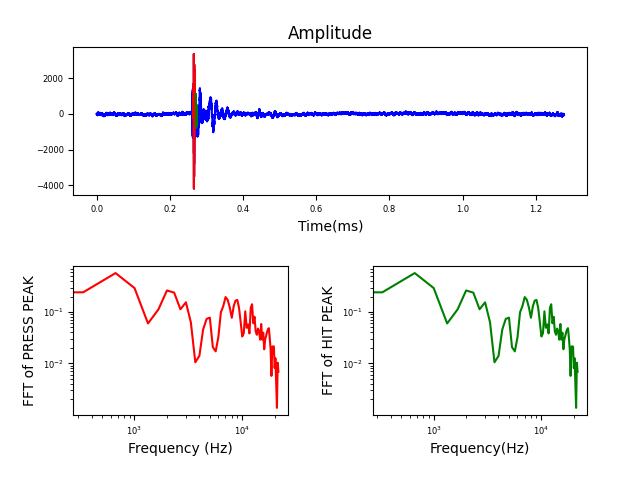 Amplitude
2000
0
−2000
−4000
0.0 0.2 0.4 0.6 0.8 1.0 1.2
Time(ms)
FFT of PRESS PEAK
10⁻¹
10⁻²
10³ 10⁴
Frequency (Hz)
FFT of HIT PEAK
10⁻¹
10⁻²
10³ 10⁴
Frequency(Hz)